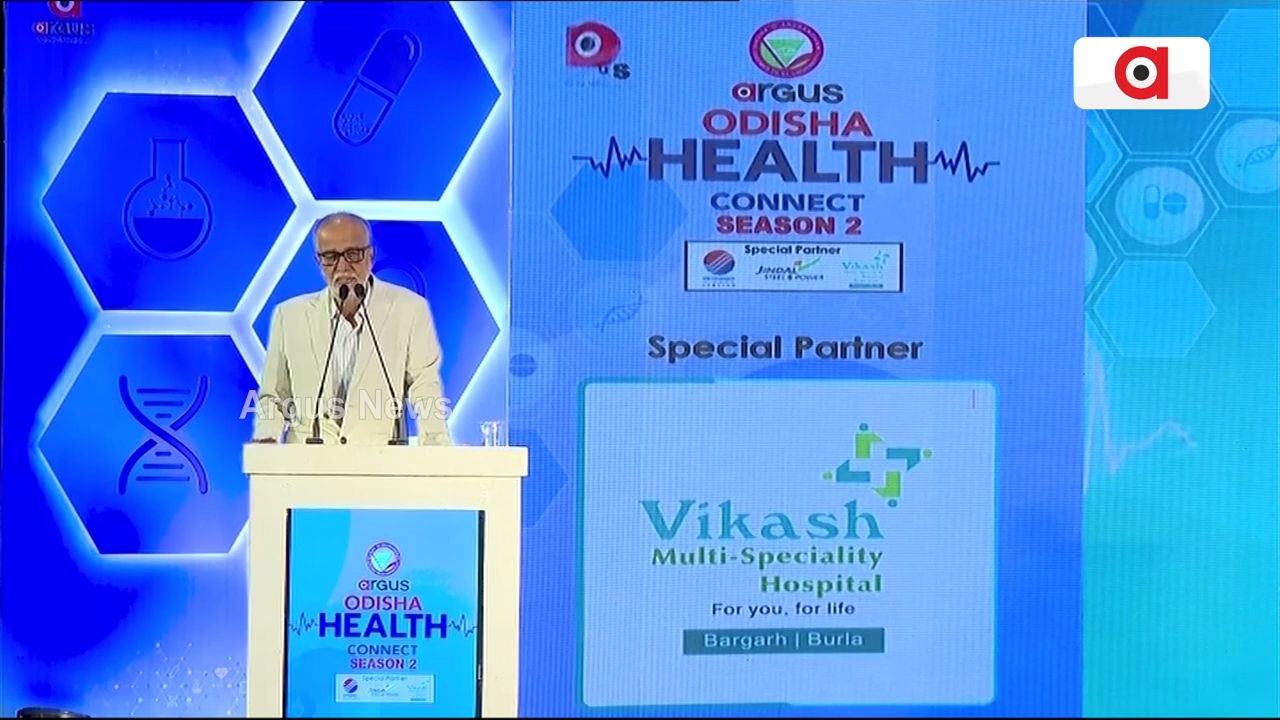 argus
argus
ODISHA
HEALTH
CONNECT
SEASON 2
Special Partner
JINDAL
STEEL & POWER
Vikash
Special Partner
Vikash
Multi-Speciality
Hospital
For you, for life
Bargarh | Burla
Argus News
argus
ODISHA
HEALTH
CONNECT
SEASON 2
Special Partner